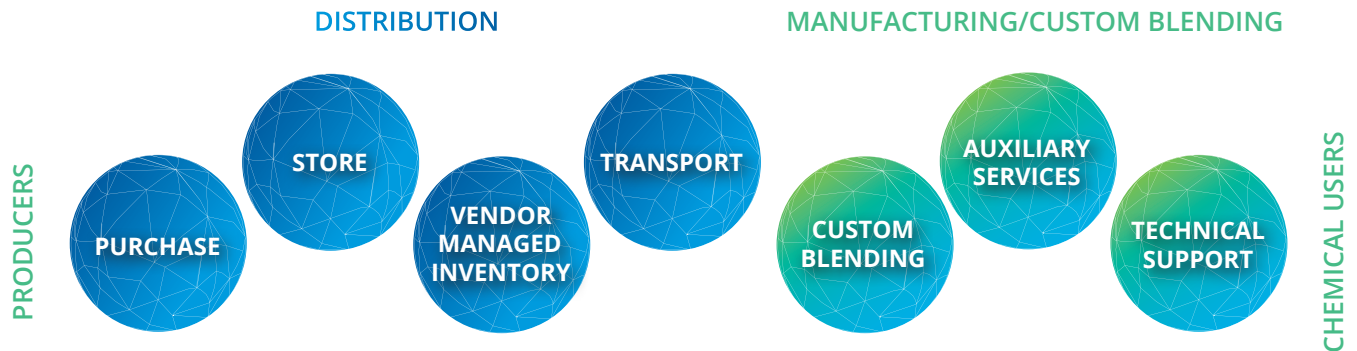 DISTRIBUTION
MANUFACTURING/CUSTOM BLENDING
PRODUCERS
PURCHASE
STORE
VENDOR
MANAGED
INVENTORY
TRANSPORT
CUSTOM
BLENDING
AUXILIARY
SERVICES
TECHNICAL
SUPPORT
CHEMICAL USERS